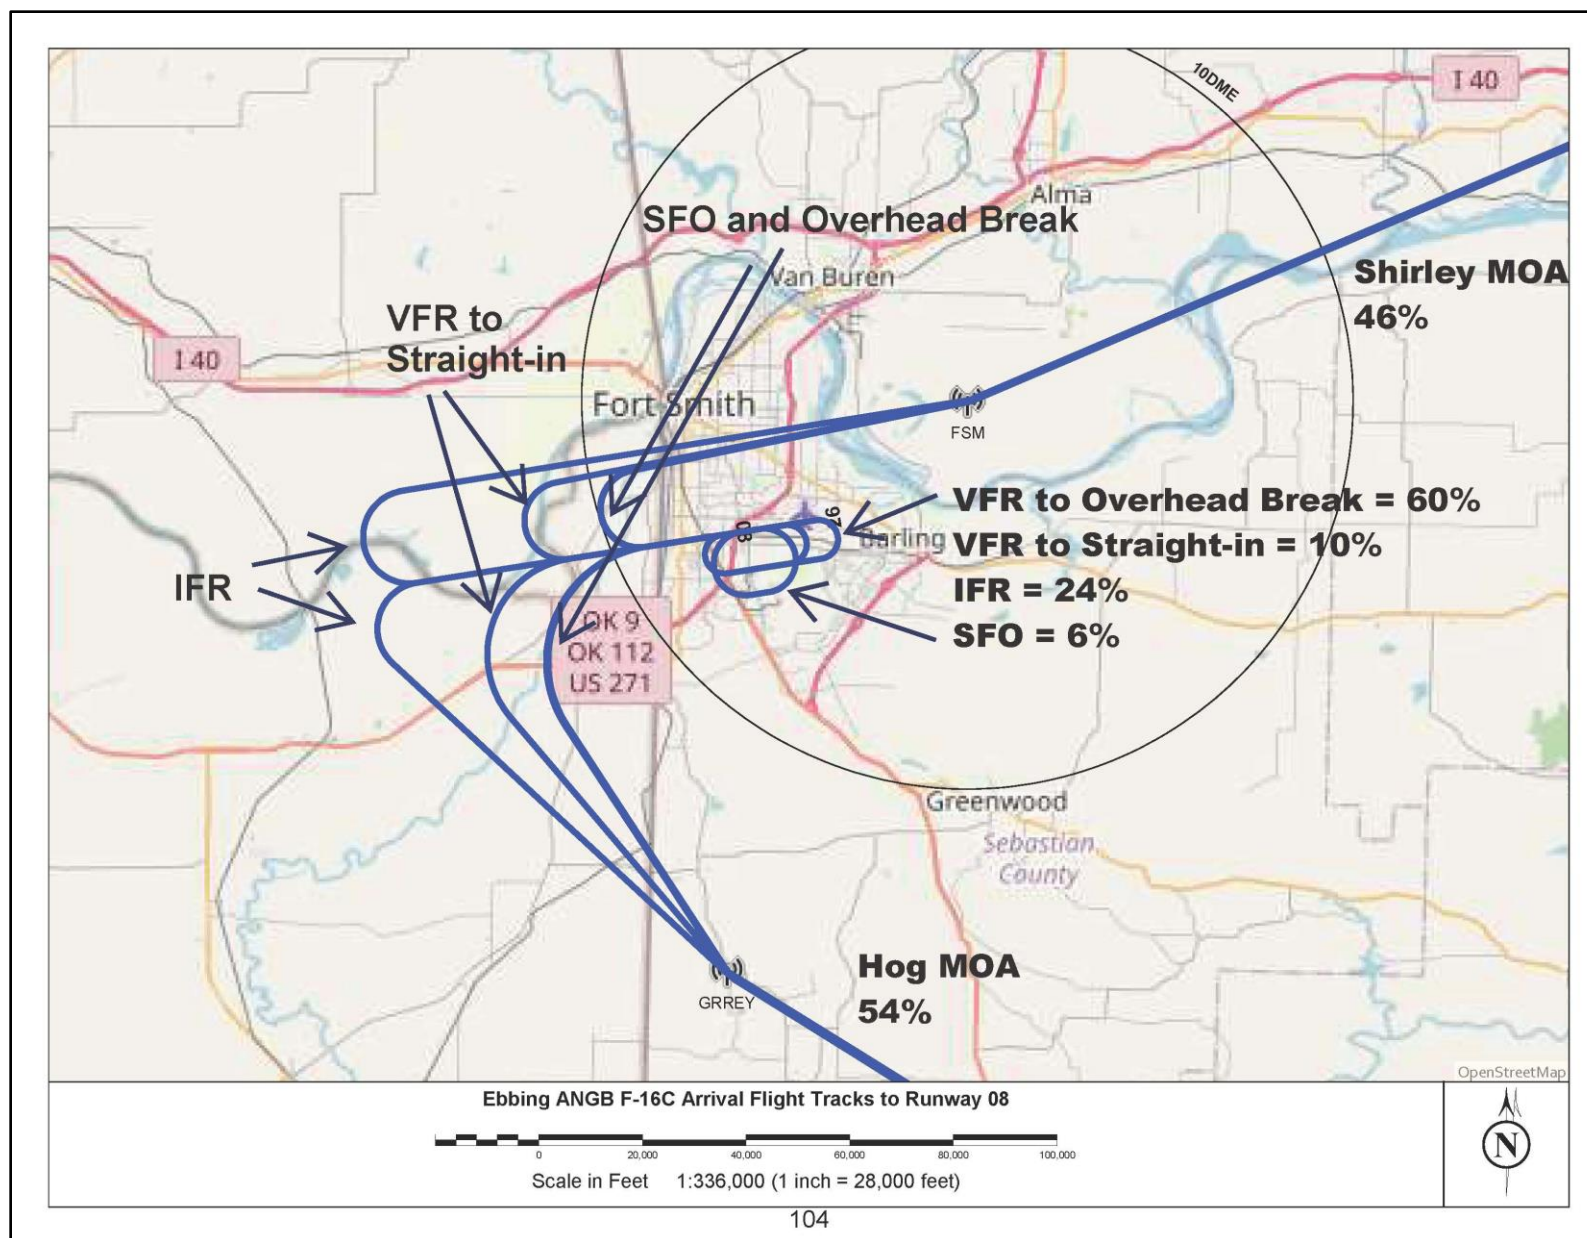 10DME
I 40
Alma
SFO and Overhead Break
Van Buren
Shirley MOA
46%
VFR to
Straight-in
I 40
Fort Smith
FSM
VFR to Overhead Break = 60%
08
Barling
VFR to Straight-in = 10%
IFR
IFR = 24%
SFO = 6%
OK 9
OK 112
US 271
Greenwood
Sebastian
County
Hog MOA
54%
GRREY
OpenStreetMap
Ebbing ANGB F-16C Arrival Flight Tracks to Runway 08
0 20,000 40,000 60,000 80,000 100,000
Scale in Feet 1:336,000 (1 inch = 28,000 feet)
N
104